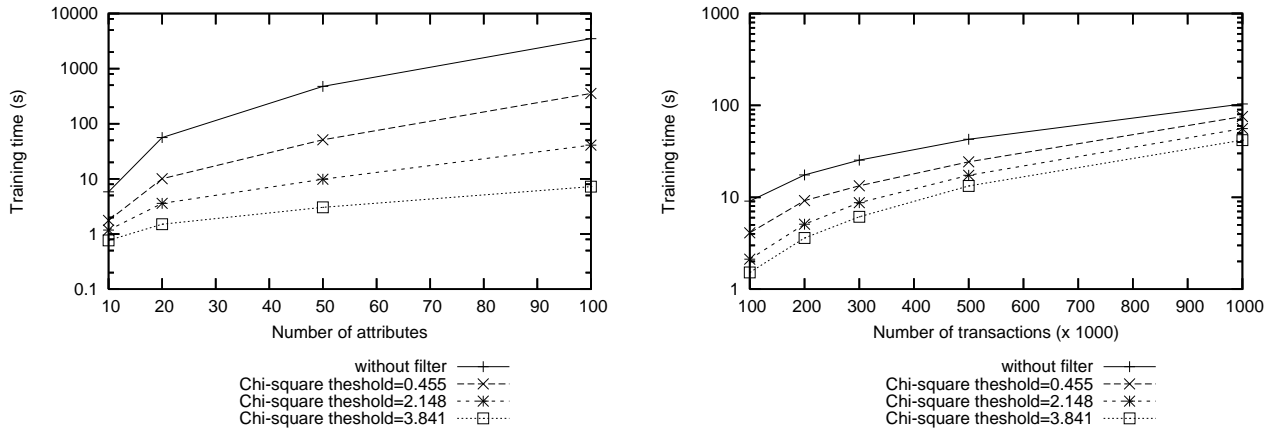 10000
1000
100
10
1
0.1
Training time (s)
10 20 30 40 50 60 70 80 90 100
Number of attributes
without filter
Chi-square theshold=0.455
Chi-square theshold=2.148
Chi-square theshold=3.841
1000
100
10
1
Training time (s)
100 200 300 400 500 600 700 800 900 1000
Number of transactions (x 1000)
without filter
Chi-square theshold=0.455
Chi-square theshold=2.148
Chi-square theshold=3.841